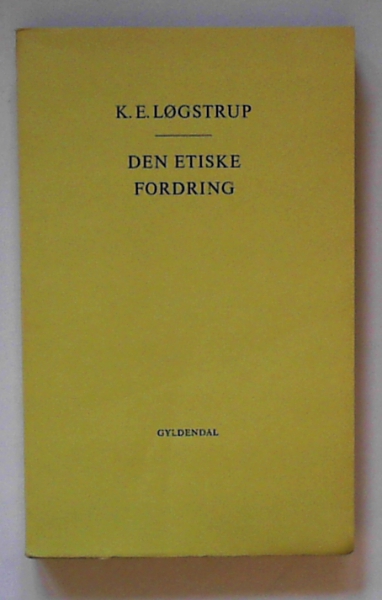 K. E. LØGSTRUP
DEN ETISKE
FORDRING
GYLDENDAL